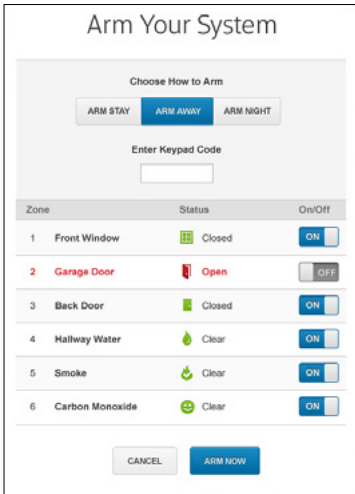 Arm Your System
Choose How to Arm
ARM STAY ARM AWAY ARM NIGHT
Enter Keypad Code
Zone Status On/Off
1 Front Window Closed ON
2 Garage Door Open OFF
3 Back Door Closed ON
4 Hallway Water Clear ON
5 Smoke Clear ON
6 Carbon Monoxide Clear ON
CANCEL ARM NOW